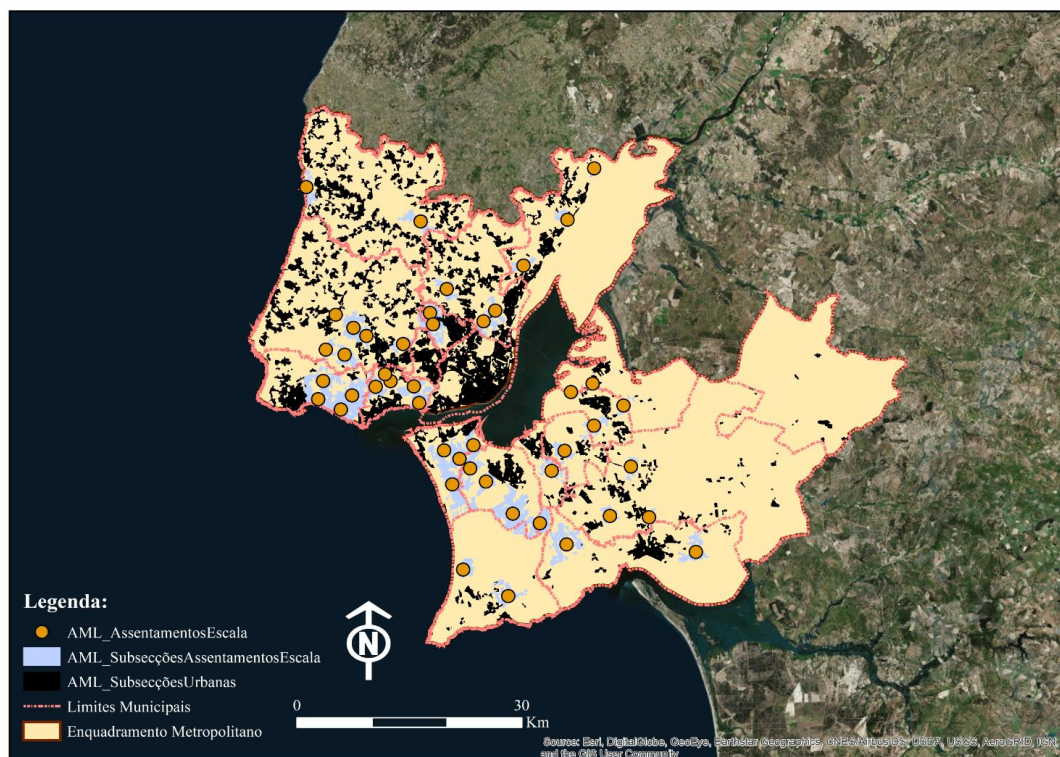 Legenda:
AML_AssentamentosEscala
AML_SubsecçõesAssentamentosEscala
AML_SubsecçõesUrbanas
Limites Municipais
Enquadramento Metropolitano
N
0 30
Km
Source: Esri, DigitalGlobe, GeoEye, Earthstar Geographics, CNES/Airbus DS, USDA, USGS, AeroGRID, IGN,
and the GIS User Community